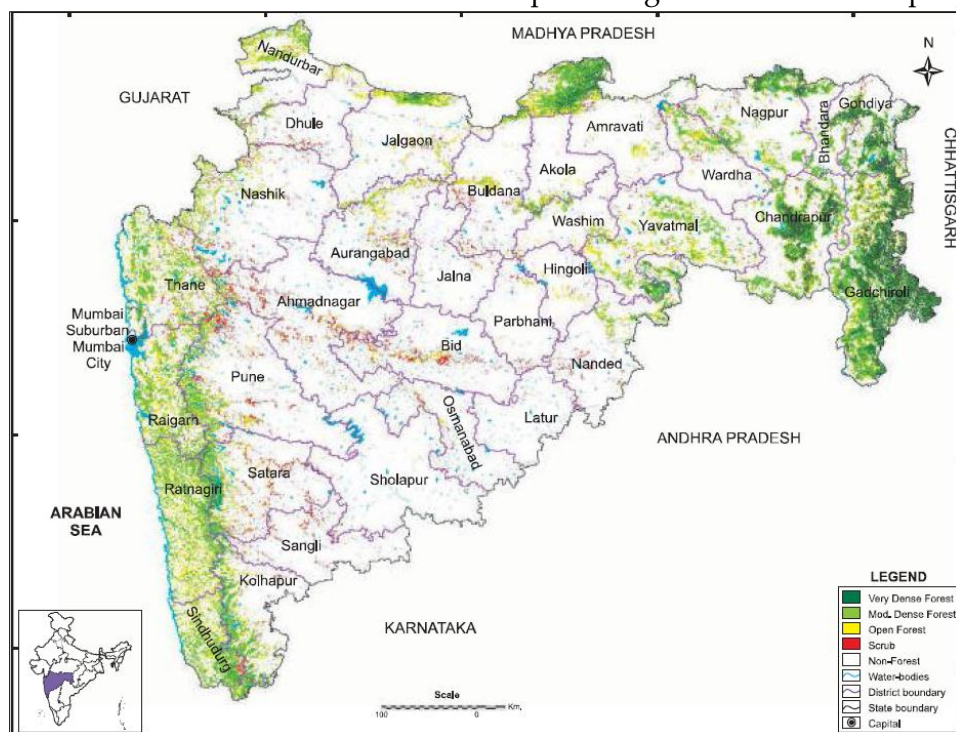 MADHYA PRADESH
N
Nandurbar
GUJARAT
Dhule
Jalgaon
Amravati
Nagpur
Bhandara
Gondiya
CHHATTISGARH
Akola
Buldana
Wardha
Nashik
Washim
Yavatmal
Chandrapur
Aurangabad
Jalna
Hingoli
Thane
Ahmadnagar
Gadchiroli
Parbhani
Mumbai
Suburban
Mumbai
City
Bid
Nanded
Pune
Osmanabad
Latur
Raigarh
ANDHRA PRADESH
Satara
Sholapur
Ratnagiri
ARABIAN
SEA
Sangli
Kolhapur
Sindhudurg
KARNATAKA
LEGEND
Very Dense Forest
Mod. Dense Forest
Open Forest
Scrub
Non-Forest
Water-bodies
District boundary
State boundary
Capital
Scale
100 0 Km.